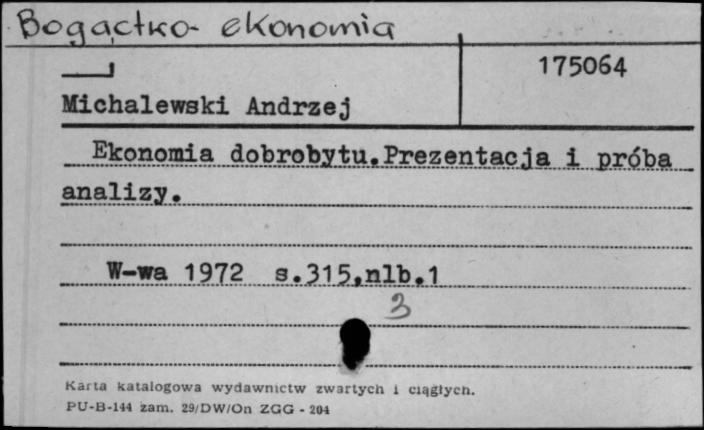 Bogactwo - ekonomia
175064
Michalewski Andrzej
Ekonomia dobrobytu.Prezentacja i próba
analizy.
W-wa 1972 s.315,nlb.1
3
Karta katalogowa wydawnictw zwartych i ciągłych.
PU-B-144 zam. 29/DW/On ZGG - 204